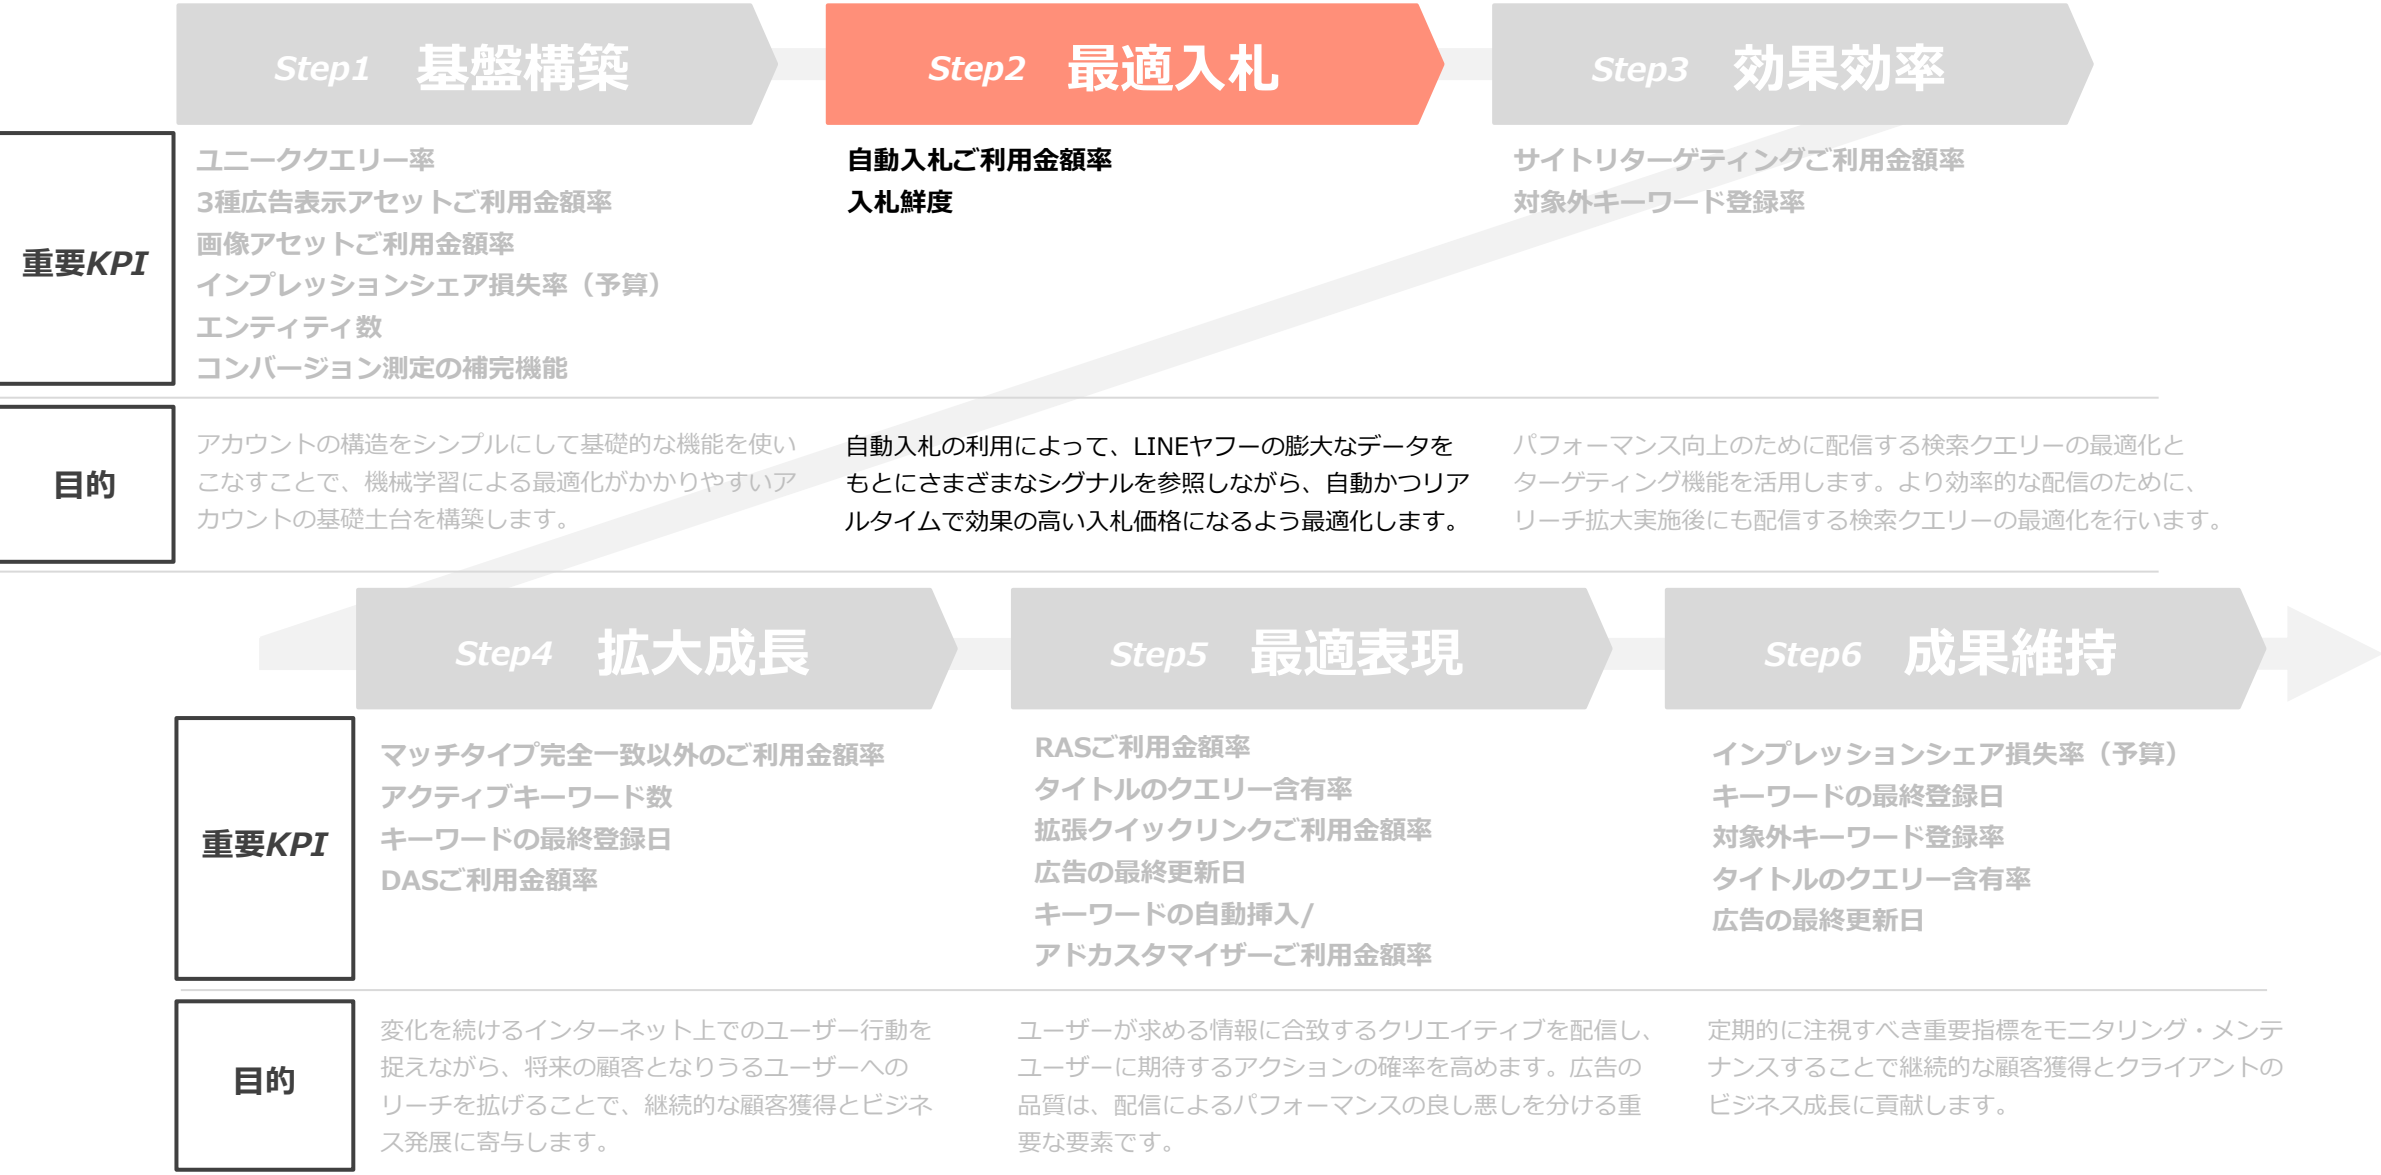 Step1 基盤構築
Step2 最適入札
Step3 効果効率
重要KPI
ユニーククエリー率
3種広告表示アセットご利用金額率
画像アセットご利用金額率
インプレッションシェア損失率（予算）
エンティティ数
コンバージョン測定の補完機能
自動入札ご利用金額率
入札鮮度
サイトリターゲティングご利用金額率
対象外キーワード登録率
目的
アカウントの構造をシンプルにして基礎的な機能を使い
こなすことで、機械学習による最適化がかかりやすいア
カウントの基礎土台を構築します。
自動入札の利用によって、LINEヤフーの膨大なデータを
もとにさまざまなシグナルを参照しながら、自動かつリア
ルタイムで効果の高い入札価格になるよう最適化します。
パフォーマンス向上のために配信する検索クエリーの最適化と
ターゲティング機能を活用します。より効率的な配信のために、
リーチ拡大実施後にも配信する検索クエリーの最適化を行います。
Step4 拡大成長
Step5 最適表現
Step6 成果維持
重要KPI
マッチタイプ完全一致以外のご利用金額率
アクティブキーワード数
キーワードの最終登録日
DASご利用金額率
RASご利用金額率
タイトルのクエリー含有率
拡張クイックリンクご利用金額率
広告の最終更新日
キーワードの自動挿入/
アドカスタマイザーご利用金額率
インプレッションシェア損失率（予算）
キーワードの最終登録日
対象外キーワード登録率
タイトルのクエリー含有率
広告の最終更新日
目的
変化を続けるインターネット上でのユーザー行動を
捉えながら、将来の顧客となりうるユーザーへの
リーチを拡げることで、継続的な顧客獲得とビジネ
ス発展に寄与します。
ユーザーが求める情報に合致するクリエイティブを配信し、
ユーザーに期待するアクションの確率を高めます。広告の
品質は、配信によるパフォーマンスの良し悪しを分ける重
要な要素です。
定期的に注視すべき重要指標をモニタリング・メンテ
ナンスすることで継続的な顧客獲得とクライアントの
ビジネス成長に貢献します。